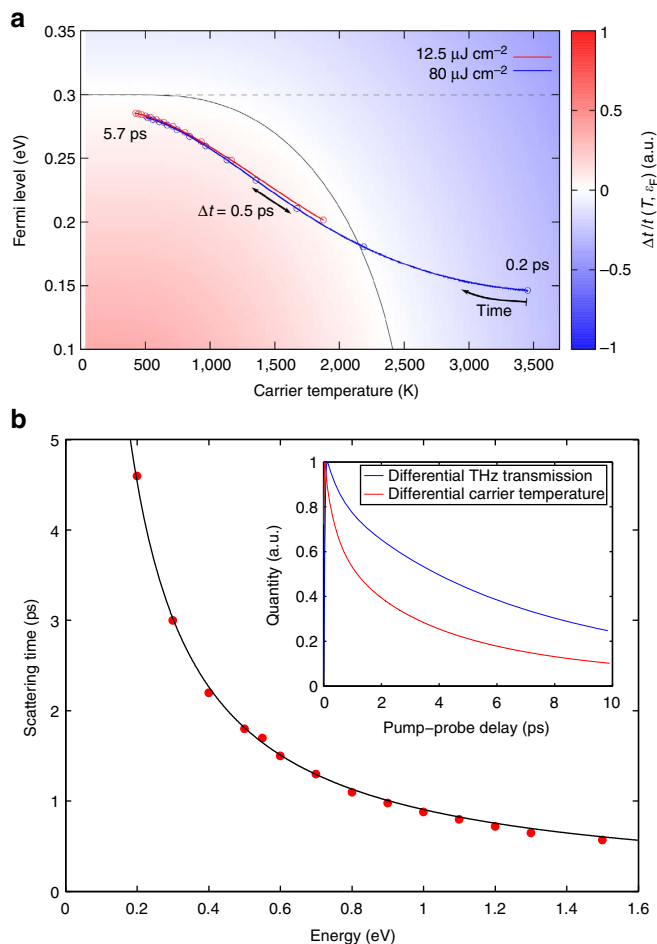 a
12.5 μJ cm⁻²
80 μJ cm⁻²
5.7 ps
Δt = 0.5 ps
0.2 ps
Time
0.3
0.25
0.2
0.15
0.1
Fermi level (eV)
0 500 1,000 1,500 2,000 2,500 3,000 3,500
Carrier temperature (K)
1
0.5
0
−0.5
−1
Δt/t (T, εF) (a.u.)
b
5
4
3
2
1
0
Scattering time (ps)
0 0.2 0.4 0.6 0.8 1 1.2 1.4 1.6
Energy (eV)
Differential THz transmission
Differential carrier temperature
1
0.8
0.6
0.4
0.2
0
Quantity (a.u.)
0 2 4 6 8 10
Pump−probe delay (ps)